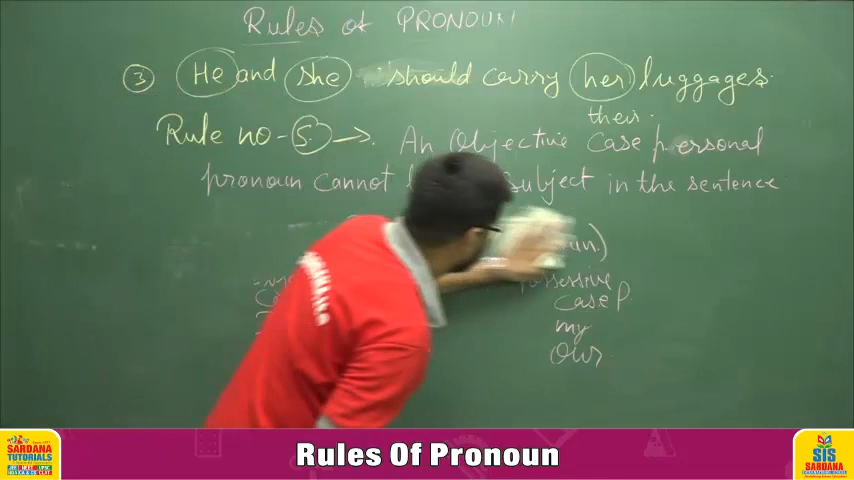 Rules of PRONOUN
③ He and she should carry her luggages.
their.
Rule no - 5. → An Objective Case personal
pronoun cannot subject in the sentence
un.)
possessive
Case P.
my
Our
Rules Of Pronoun
SARDANA
TUTORIALS
SIS
SARDANA